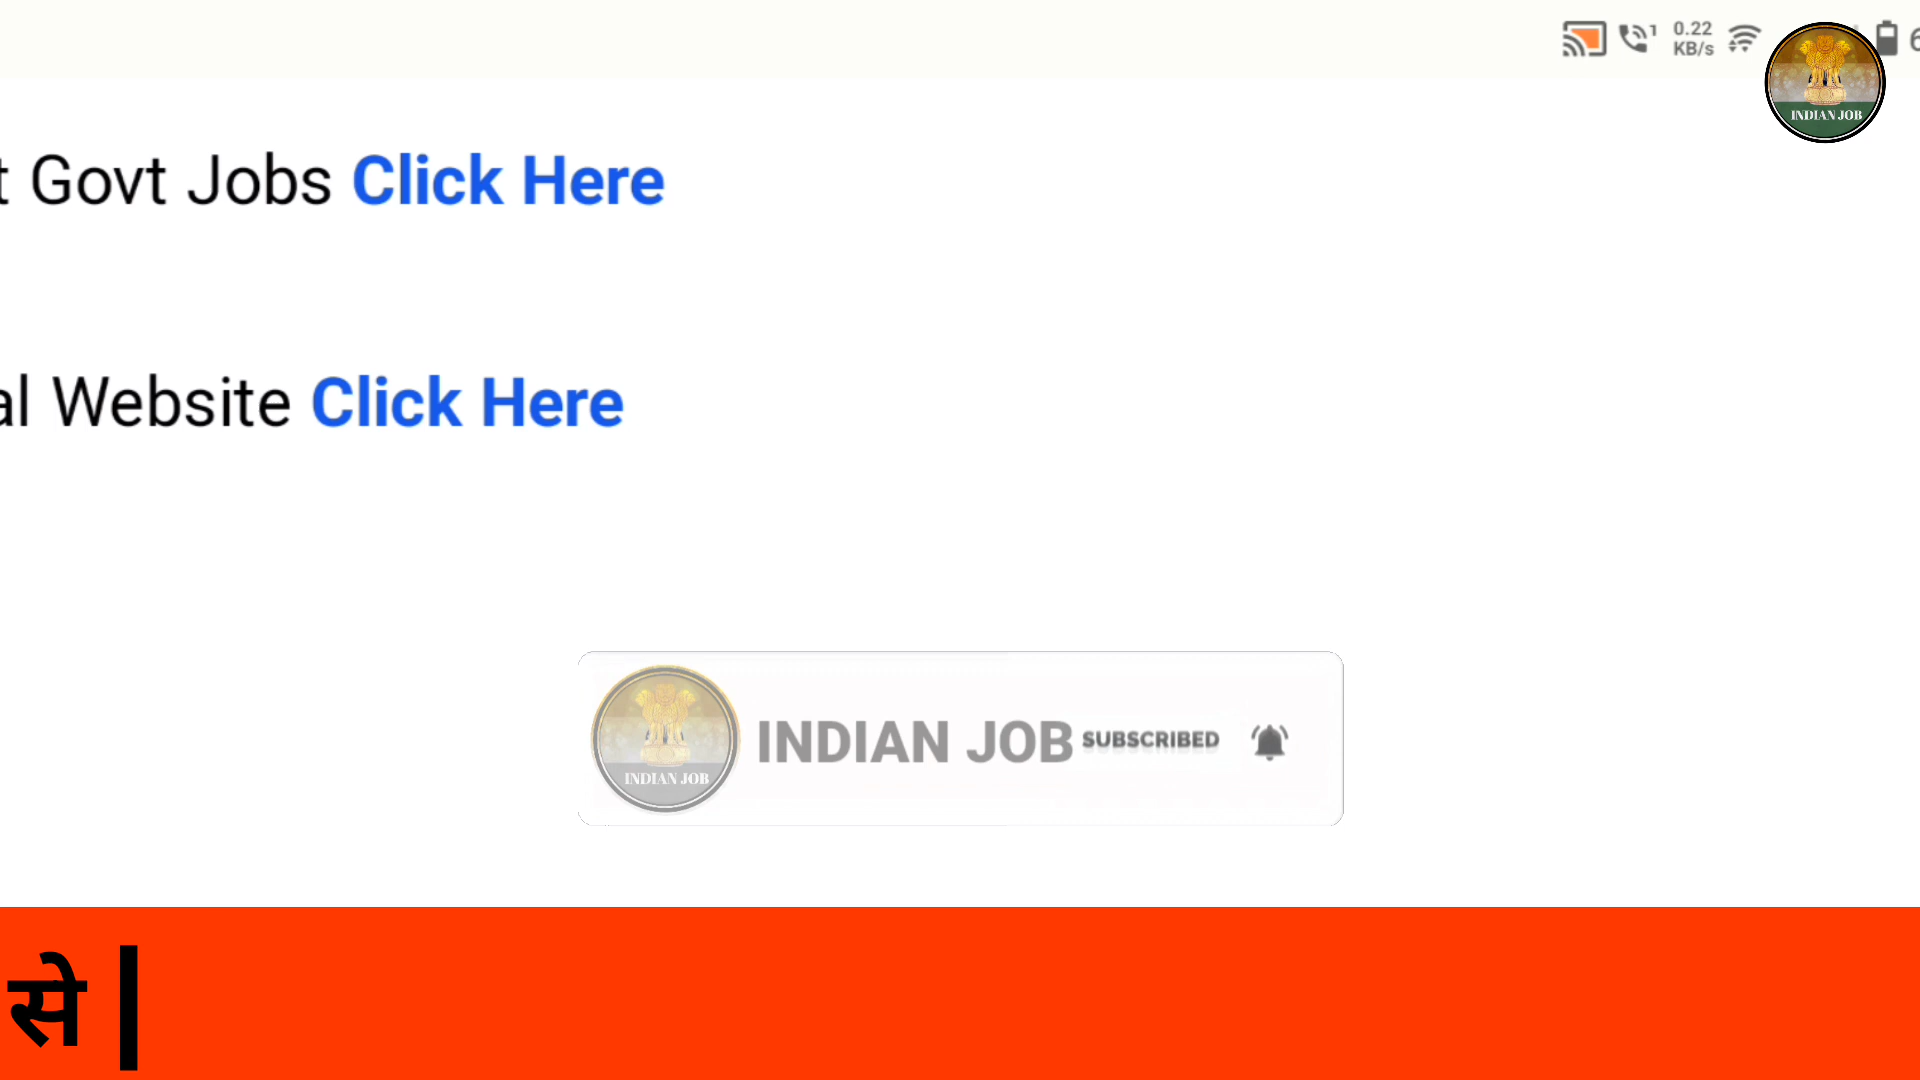 0.22
KB/s
INDIAN JOB
t Govt Jobs Click Here
al Website Click Here
INDIAN JOB SUBSCRIBED
INDIAN JOB
से |